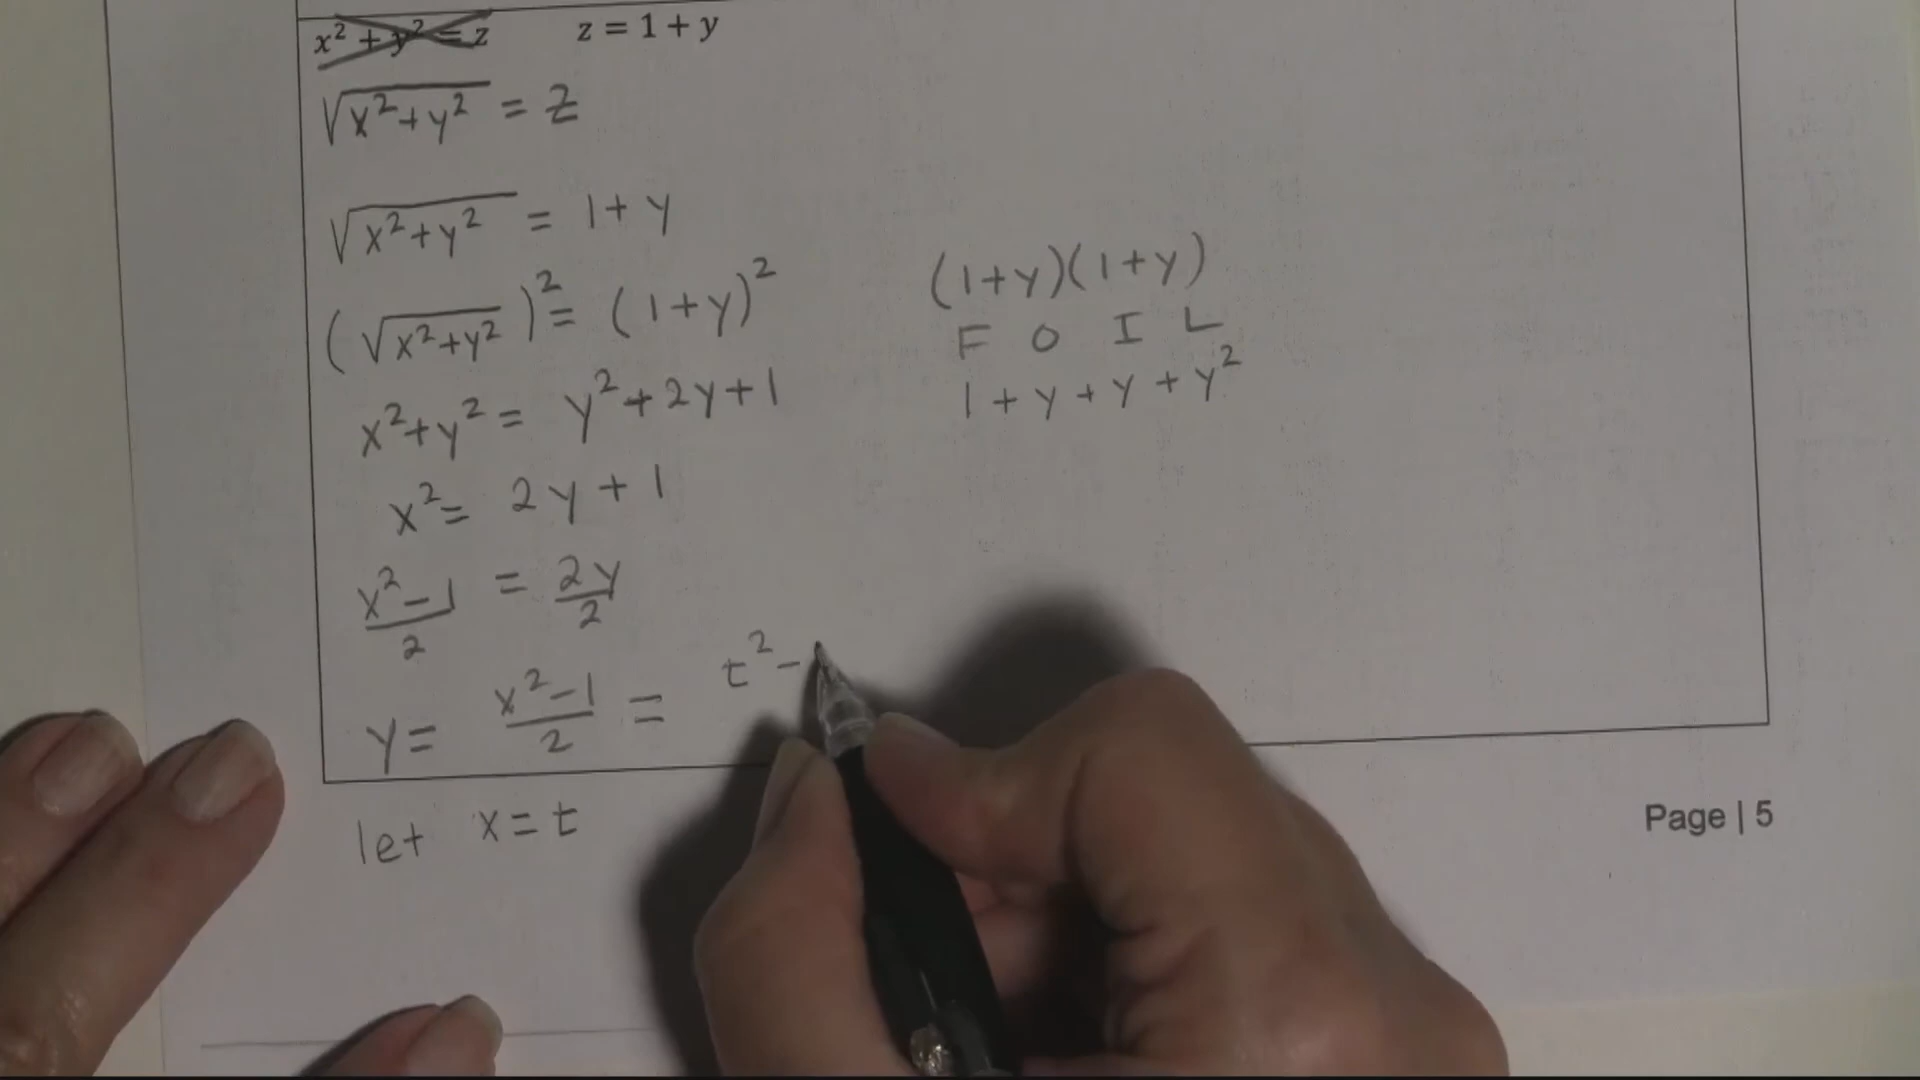 x² + y² = z z = 1 + y
√x²+y² = z
√x²+y² = 1+y
(√x²+y²)² = (1+y)² (1+y)(1+y)
F O I L
x²+y² = y²+2y+1 1+y+y+y²
x² = 2y+1
x²-1/2 = 2y/2
y = x²-1/2 = t²-
let x=t
Page | 5